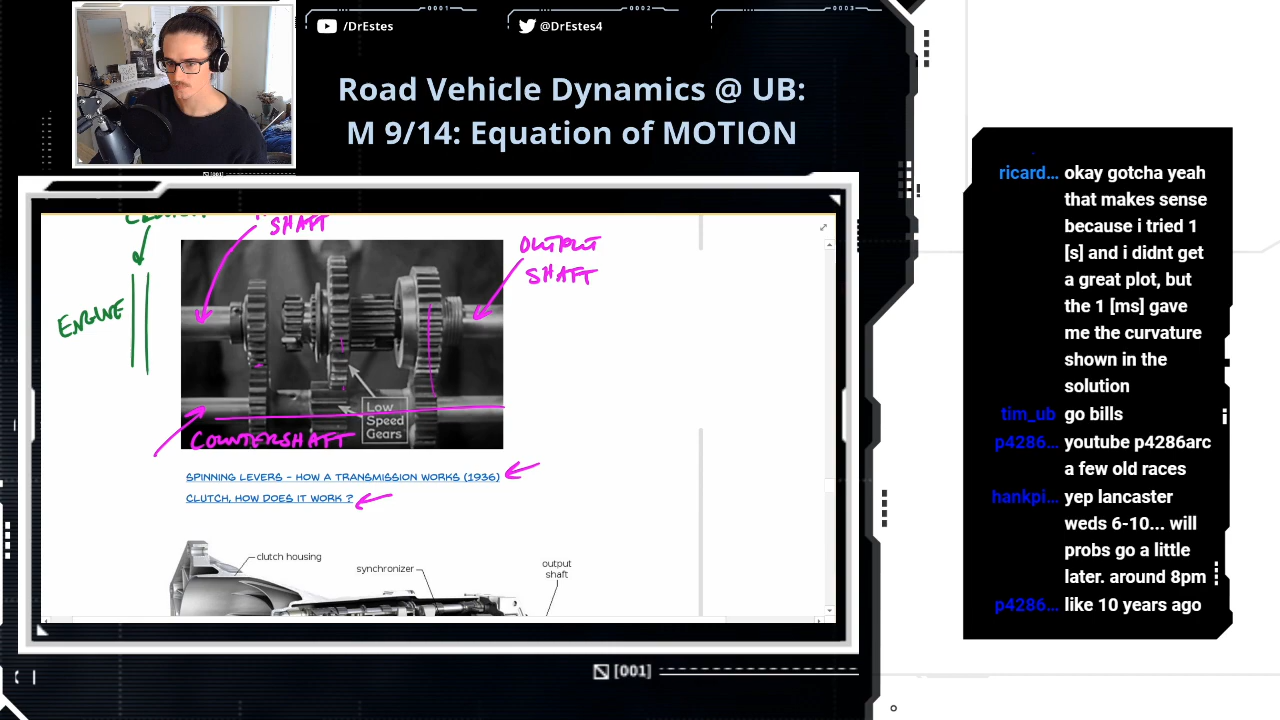 0001
0002
0003
/DrEstes
@DrEstes4
Road Vehicle Dynamics @ UB:
M 9/14: Equation of MOTION
[001]
SHAFT
OUTPUT
SHAFT
ENGINE
Low
Speed
Gears
COUNTERSHAFT
SPINNING LEVERS - HOW A TRANSMISSION WORKS (1936)
CLUTCH, HOW DOES IT WORK ?
clutch housing
synchronizer
output
shaft
[001]
ricard... okay gotcha yeah
that makes sense
because i tried 1
[s] and i didnt get
a great plot, but
the 1 [ms] gave
me the curvature
shown in the
solution
tim_ub go bills
p4286... youtube p4286arc
a few old races
hankpi... yep lancaster
weds 6-10... will
probs go a little
later. around 8pm
p4286... like 10 years ago